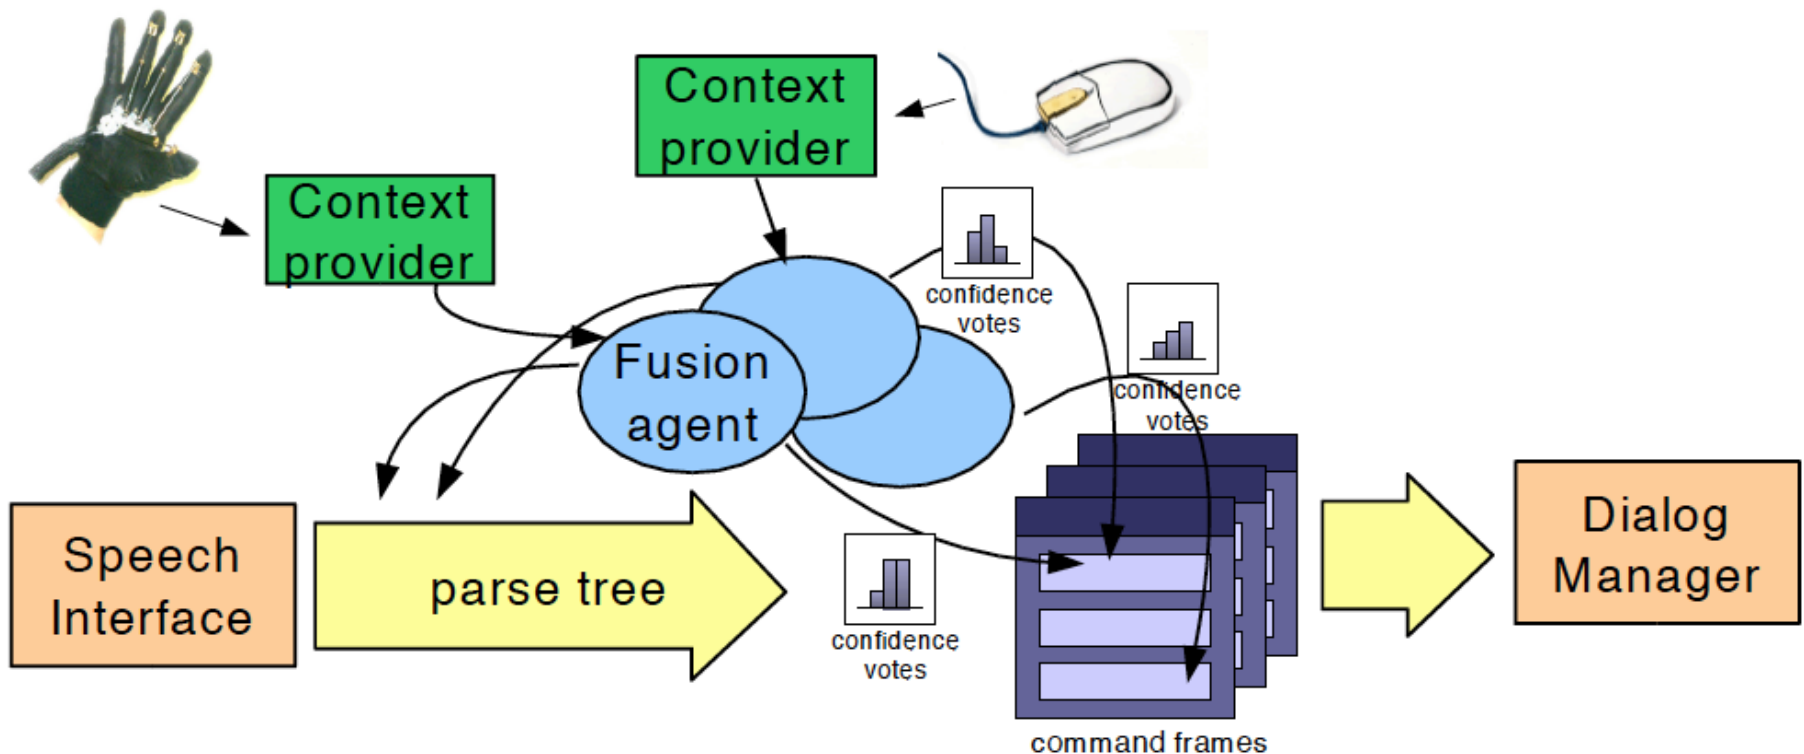 Context
provider
Context
provider
confidence
votes
confidence
votes
Fusion
agent
Speech
Interface
parse tree
confidence
votes
Dialog
Manager
command frames